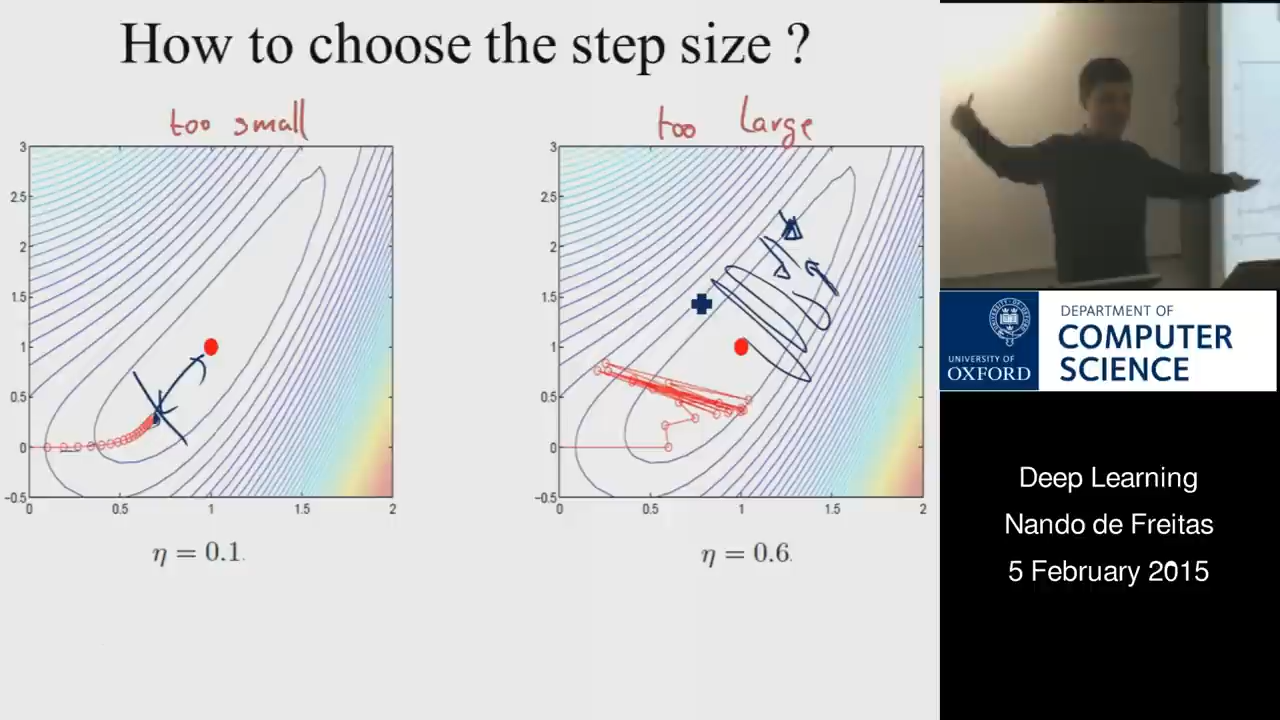 How to choose the step size ?
too small
too large
3
2.5
2
1.5
1
0.5
0
-0.5
0
0.5
1
1.5
2
η = 0.1.
3
2.5
2
1.5
1
0.5
0
-0.5
0
0.5
1
1.5
2
η = 0.6.
UNIVERSITY OF
OXFORD
DEPARTMENT OF
COMPUTER
SCIENCE
Deep Learning
Nando de Freitas
5 February 2015